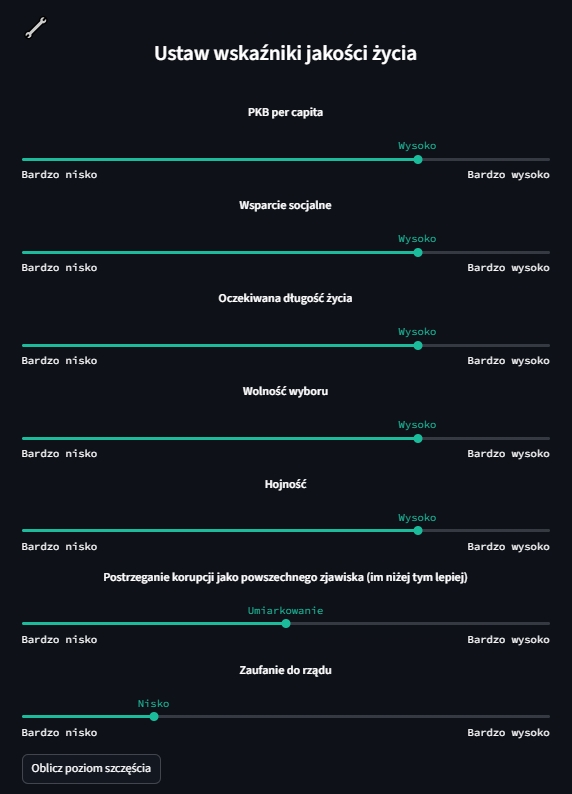 Ustaw wskaźniki jakości życia
PKB per capita
Wysoko
Bardzo nisko Bardzo wysoko
Wsparcie socjalne
Wysoko
Bardzo nisko Bardzo wysoko
Oczekiwana długość życia
Wysoko
Bardzo nisko Bardzo wysoko
Wolność wyboru
Wysoko
Bardzo nisko Bardzo wysoko
Hojność
Wysoko
Bardzo nisko Bardzo wysoko
Postrzeganie korupcji jako powszechnego zjawiska (im niżej tym lepiej)
Umiarkowanie
Bardzo nisko Bardzo wysoko
Zaufanie do rządu
Nisko
Bardzo nisko Bardzo wysoko
Oblicz poziom szczęścia